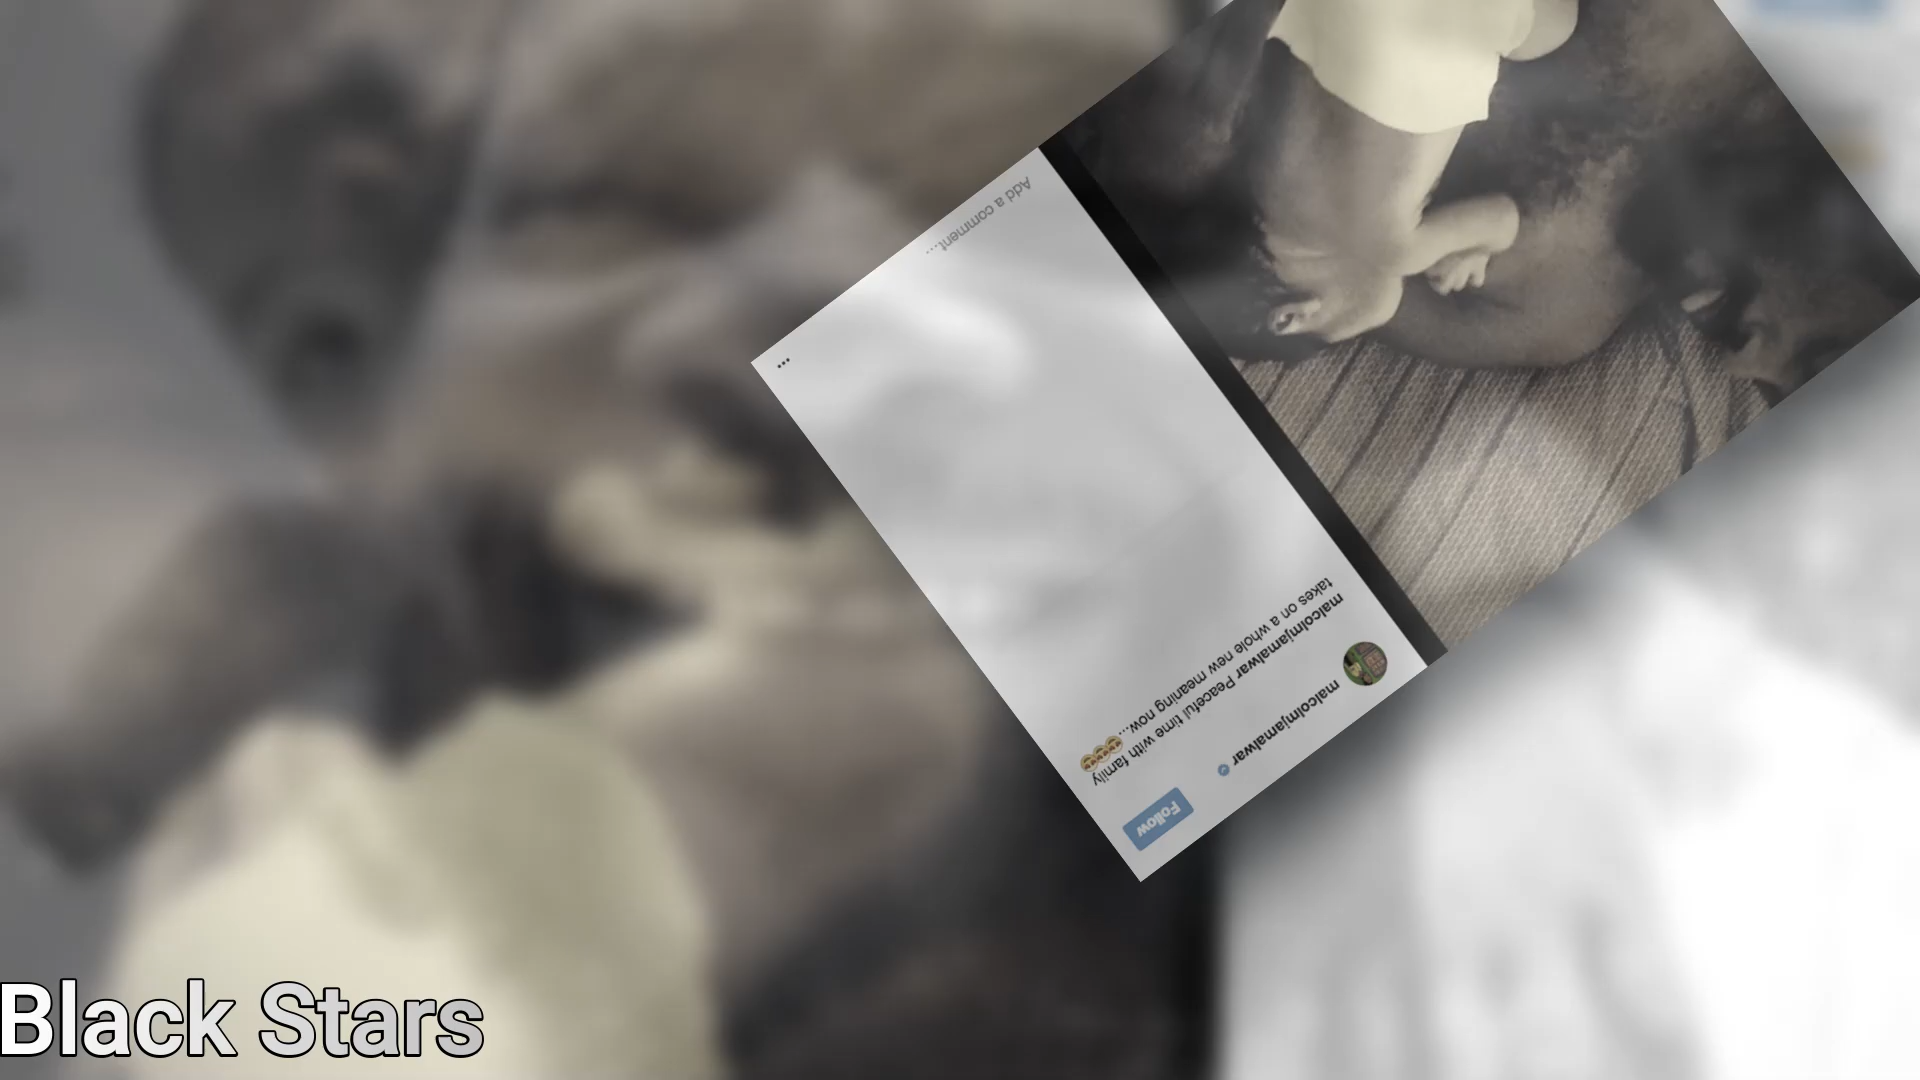 malcolmjamalwar
Follow
malcolmjamalwar Peaceful time with family
takes on a whole new meaning now...
Add a comment...
Black Stars